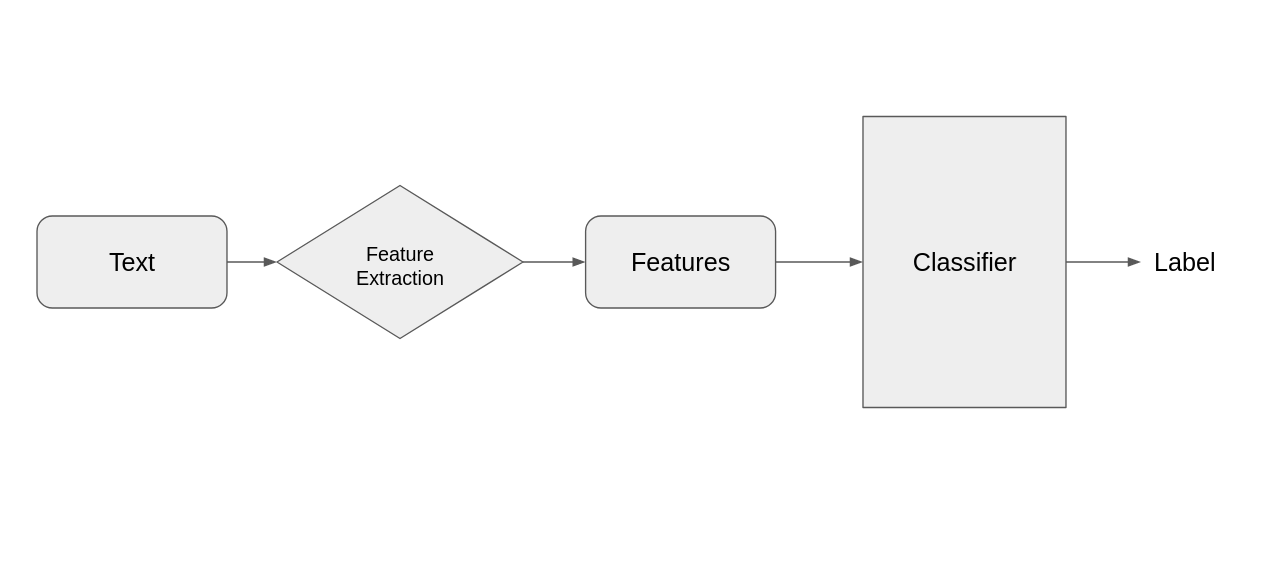 Text
Feature
Extraction
Features
Classifier
Label